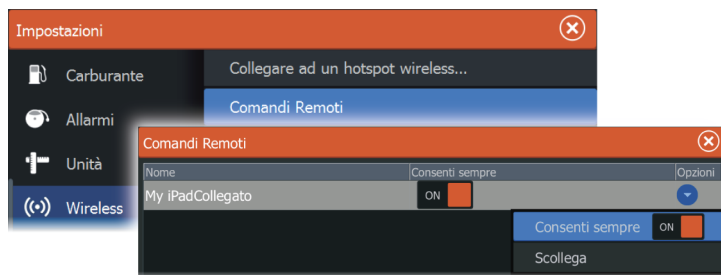 Impostazioni
Carburante
Collegare ad un hotspot wireless...
Allarmi
Comandi Remoti
Unità
Wireless
Comandi Remoti
Nome Consenti sempre Opzioni
My iPadCollegato ON
Consenti sempre ON
Scollega